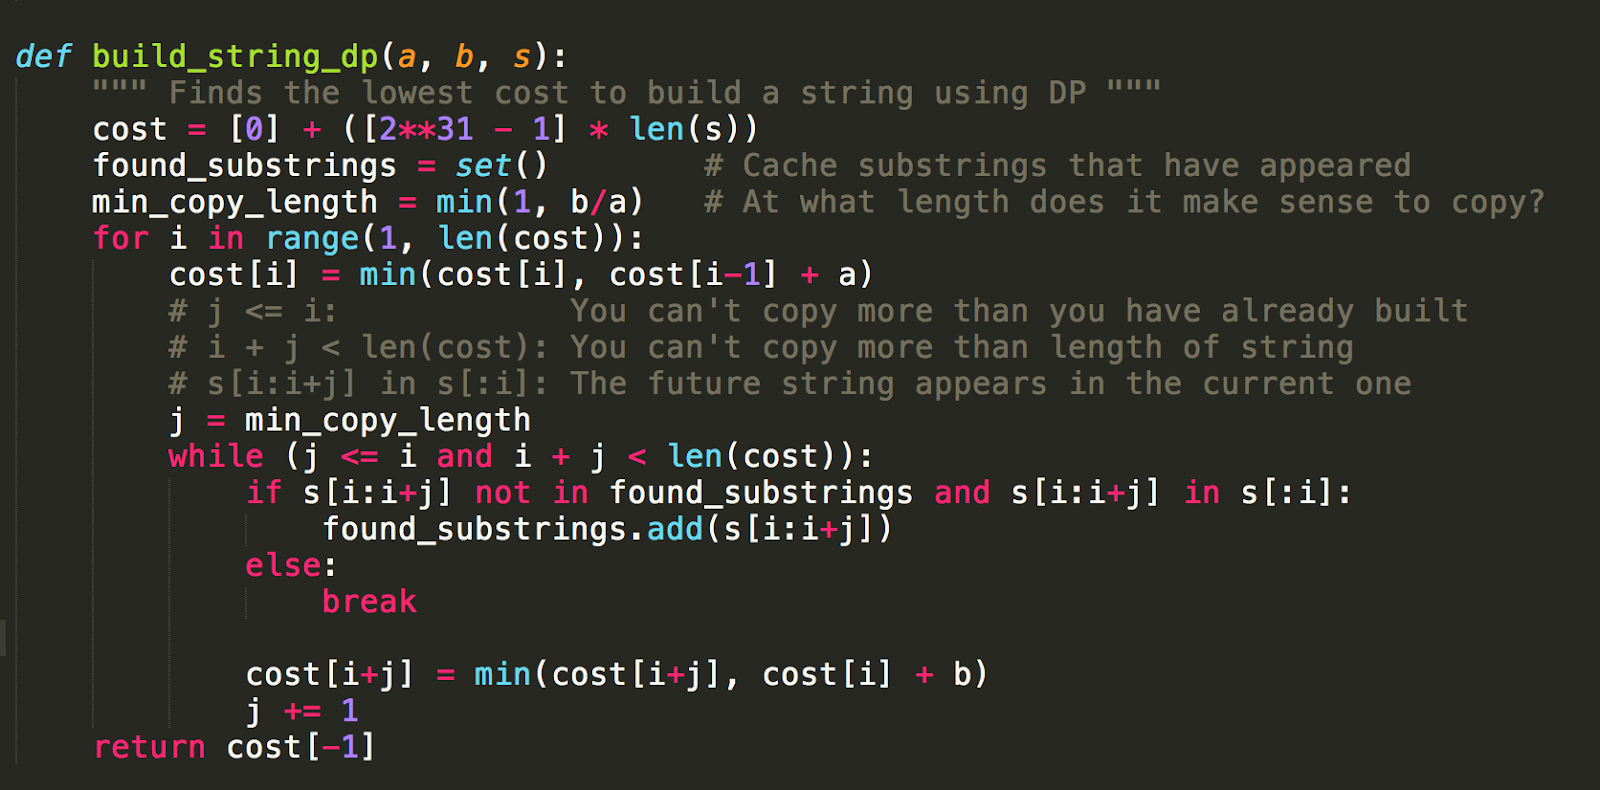 def build_string_dp(a, b, s):
    """ Finds the lowest cost to build a string using DP """
    cost = [0] + ([2**31 - 1] * len(s))
    found_substrings = set()        # Cache substrings that have appeared
    min_copy_length = min(1, b/a)   # At what length does it make sense to copy?
    for i in range(1, len(cost)):
        cost[i] = min(cost[i], cost[i-1] + a)
        # j <= i:            You can't copy more than you have already built
        # i + j < len(cost): You can't copy more than length of string
        # s[i:i+j] in s[:i]: The future string appears in the current one
        j = min_copy_length
        while (j <= i and i + j < len(cost)):
            if s[i:i+j] not in found_substrings and s[i:i+j] in s[:i]:
                found_substrings.add(s[i:i+j])
            else:
                break
            cost[i+j] = min(cost[i+j], cost[i] + b)
            j += 1
    return cost[-1]